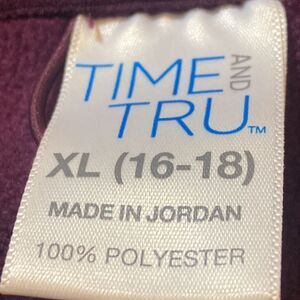 TIME AND
TRU™
XL (16-18)
MADE IN JORDAN
100% POLYESTER